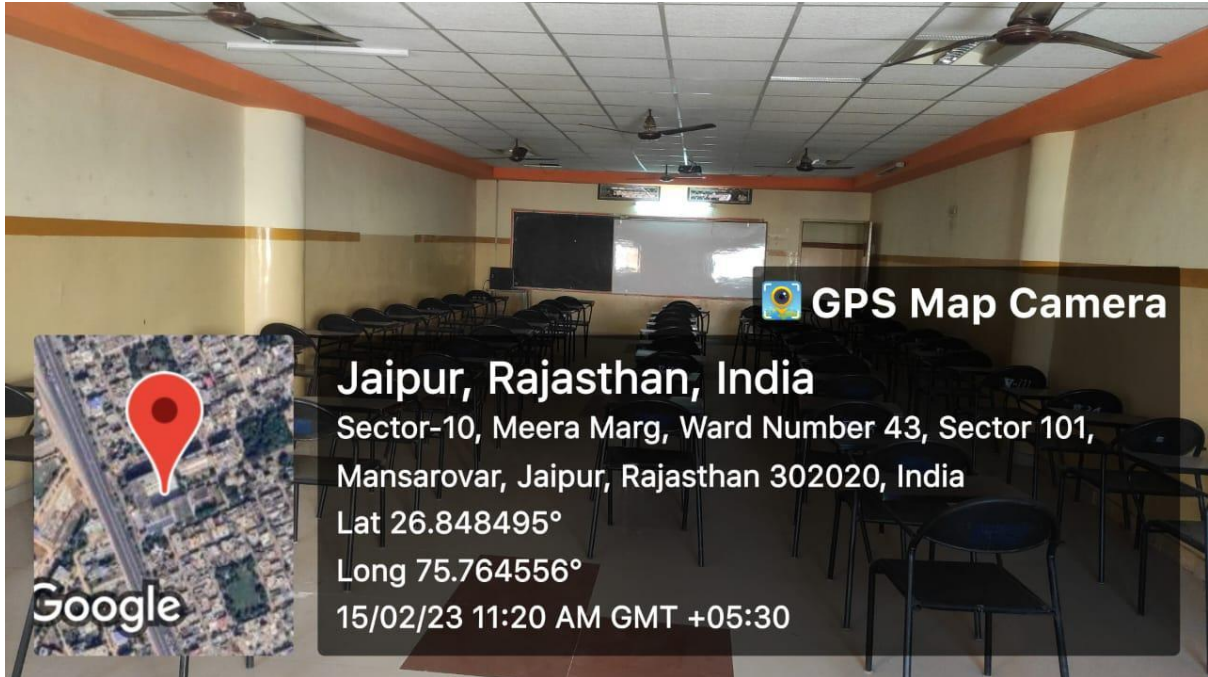 GPS Map Camera
Jaipur, Rajasthan, India
Sector-10, Meera Marg, Ward Number 43, Sector 101,
Mansarovar, Jaipur, Rajasthan 302020, India
Lat 26.848495°
Long 75.764556°
15/02/23 11:20 AM GMT +05:30
Google